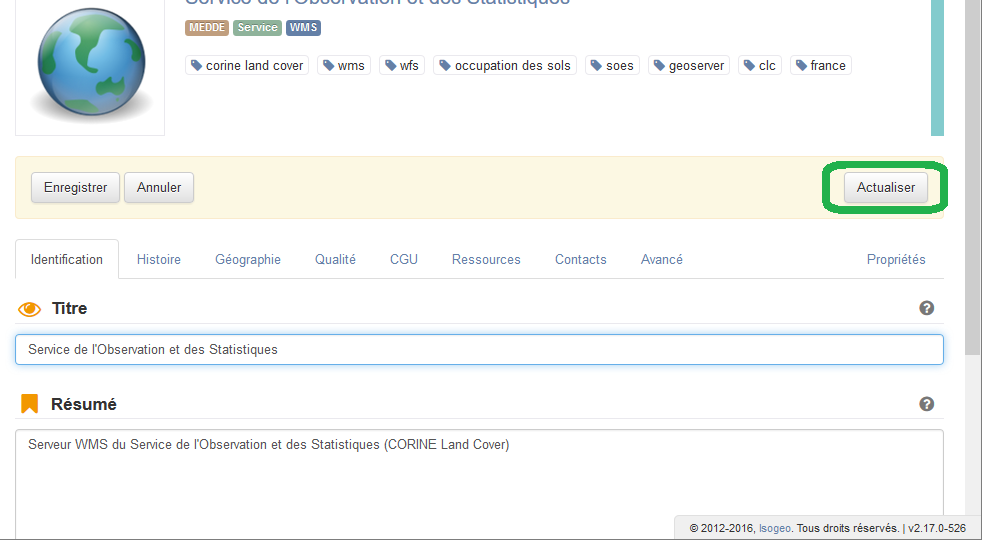 Service de l'Observation et des Statistiques
MEDDE Service WMS
corine land cover wms wfs occupation des sols soes geoserver clc france
Enregistrer Annuler Actualiser
Identification Histoire Géographie Qualité CGU Ressources Contacts Avancé Propriétés
Titre ?
Service de l'Observation et des Statistiques
Résumé ?
Serveur WMS du Service de l'Observation et des Statistiques (CORINE Land Cover)
© 2012-2016, Isogeo. Tous droits réservés. | v2.17.0-526